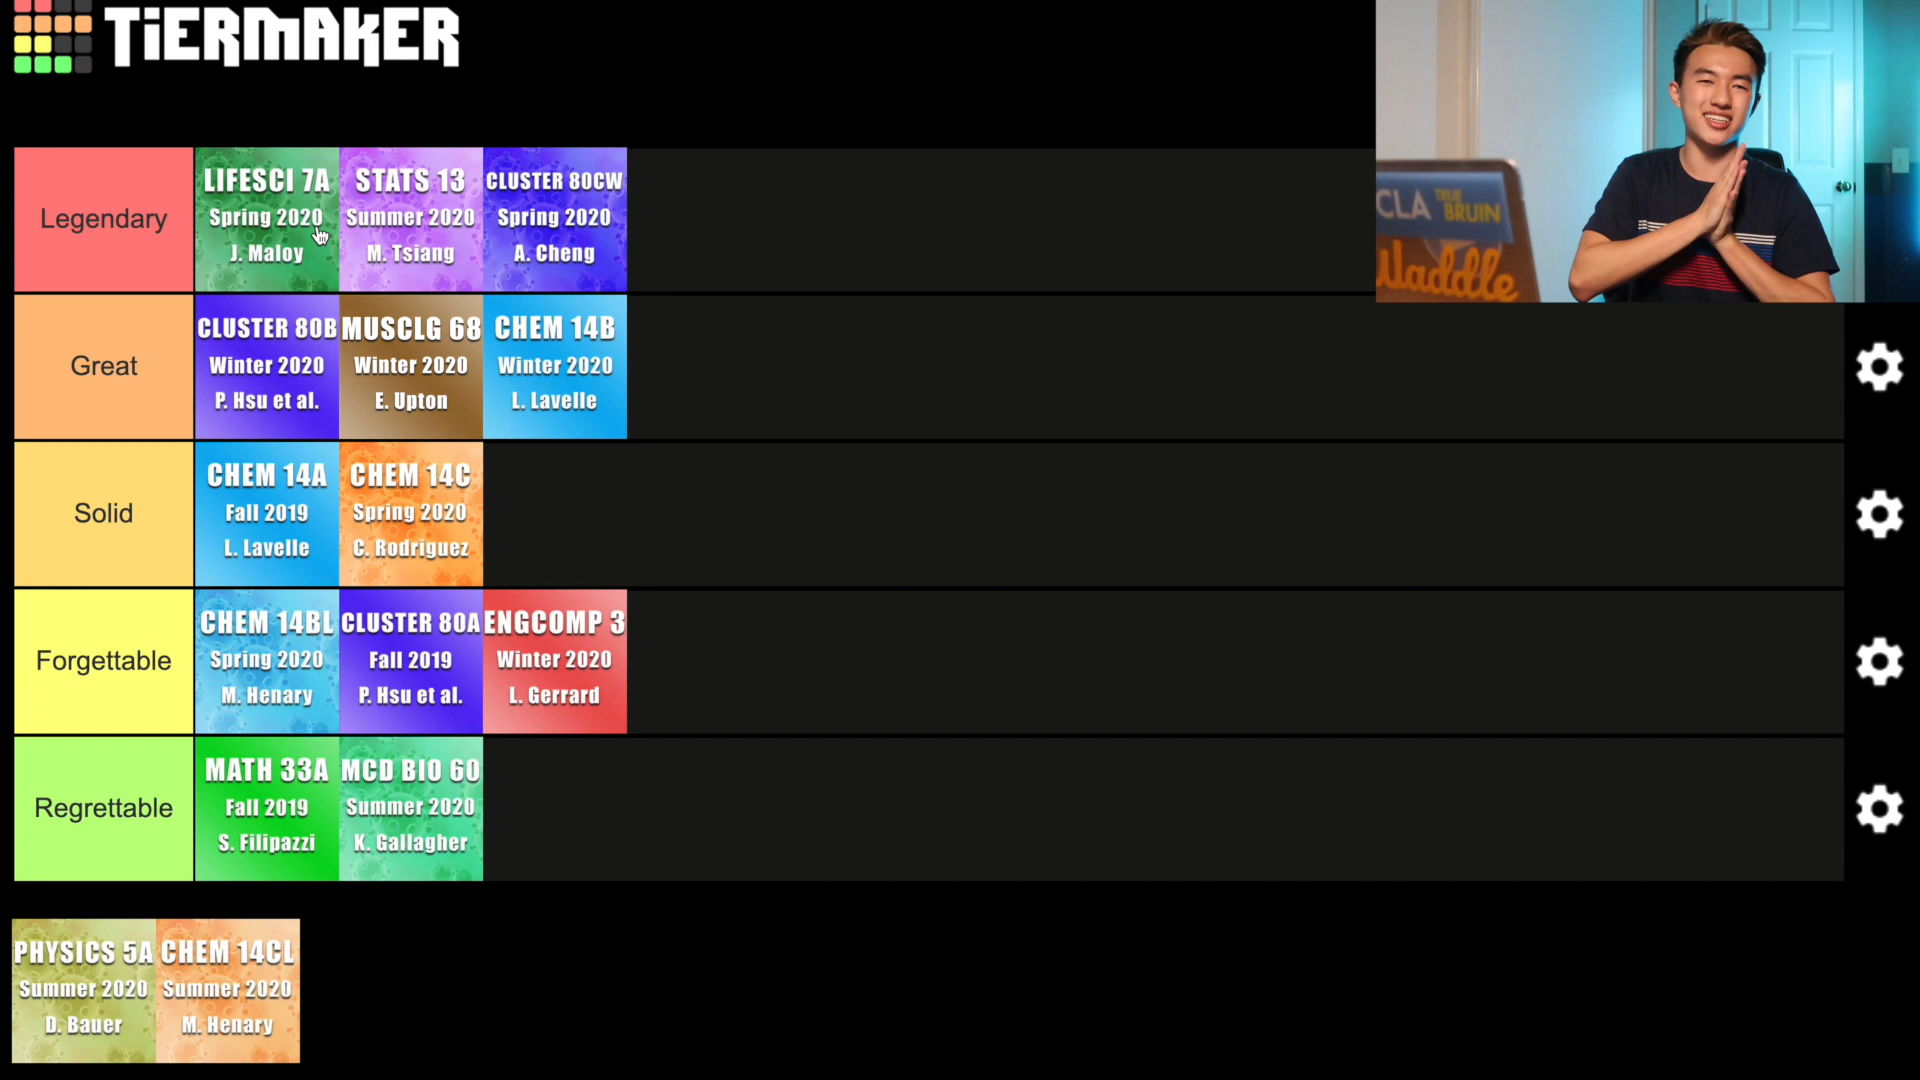 TiERMAKER
CLA TRUE BRUIN
Waddle
Legendary
LIFESCI 7A
Spring 2020
J. Maloy
STATS 13
Summer 2020
M. Tsiang
CLUSTER 80CW
Spring 2020
A. Cheng
Great
CLUSTER 80B
Winter 2020
P. Hsu et al.
MUSCLG 68
Winter 2020
E. Upton
CHEM 14B
Winter 2020
L. Lavelle
Solid
CHEM 14A
Fall 2019
L. Lavelle
CHEM 14C
Spring 2020
C. Rodriguez
Forgettable
CHEM 14BL
Spring 2020
M. Henary
CLUSTER 80A
Fall 2019
P. Hsu et al.
ENGCOMP 3
Winter 2020
L. Gerrard
Regrettable
MATH 33A
Fall 2019
S. Filipazzi
MCD BIO 60
Summer 2020
K. Gallagher
PHYSICS 5A
Summer 2020
D. Bauer
CHEM 14CL
Summer 2020
M. Henary